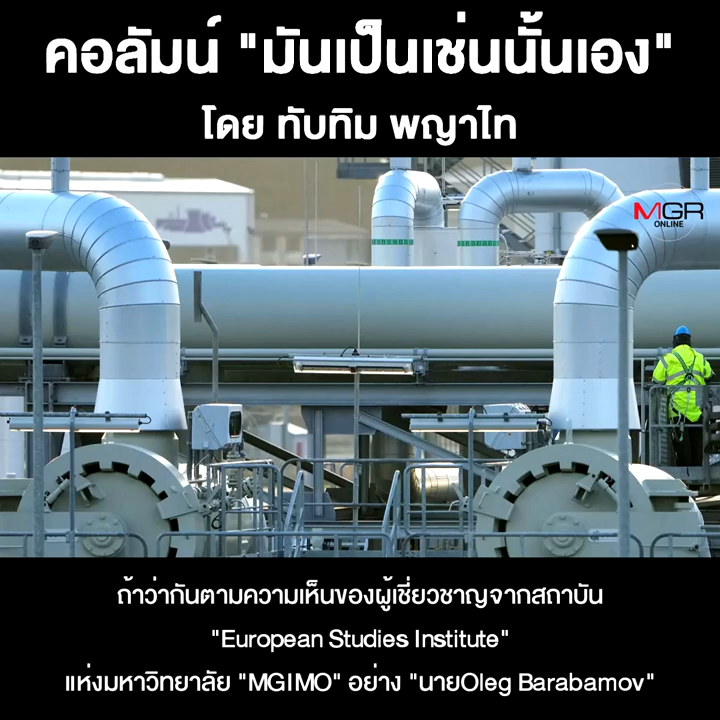 คอลัมน์ "มันเป็นเช่นนั้นเอง"
โดย ทับทิม พญาไท
MGR
ONLINE
ถ้าว่ากันตามความเห็นของผู้เชี่ยวชาญจากสถาบัน
"European Studies Institute"
แห่งมหาวิทยาลัย "MGIMO" อย่าง "นายOleg Barabamov"